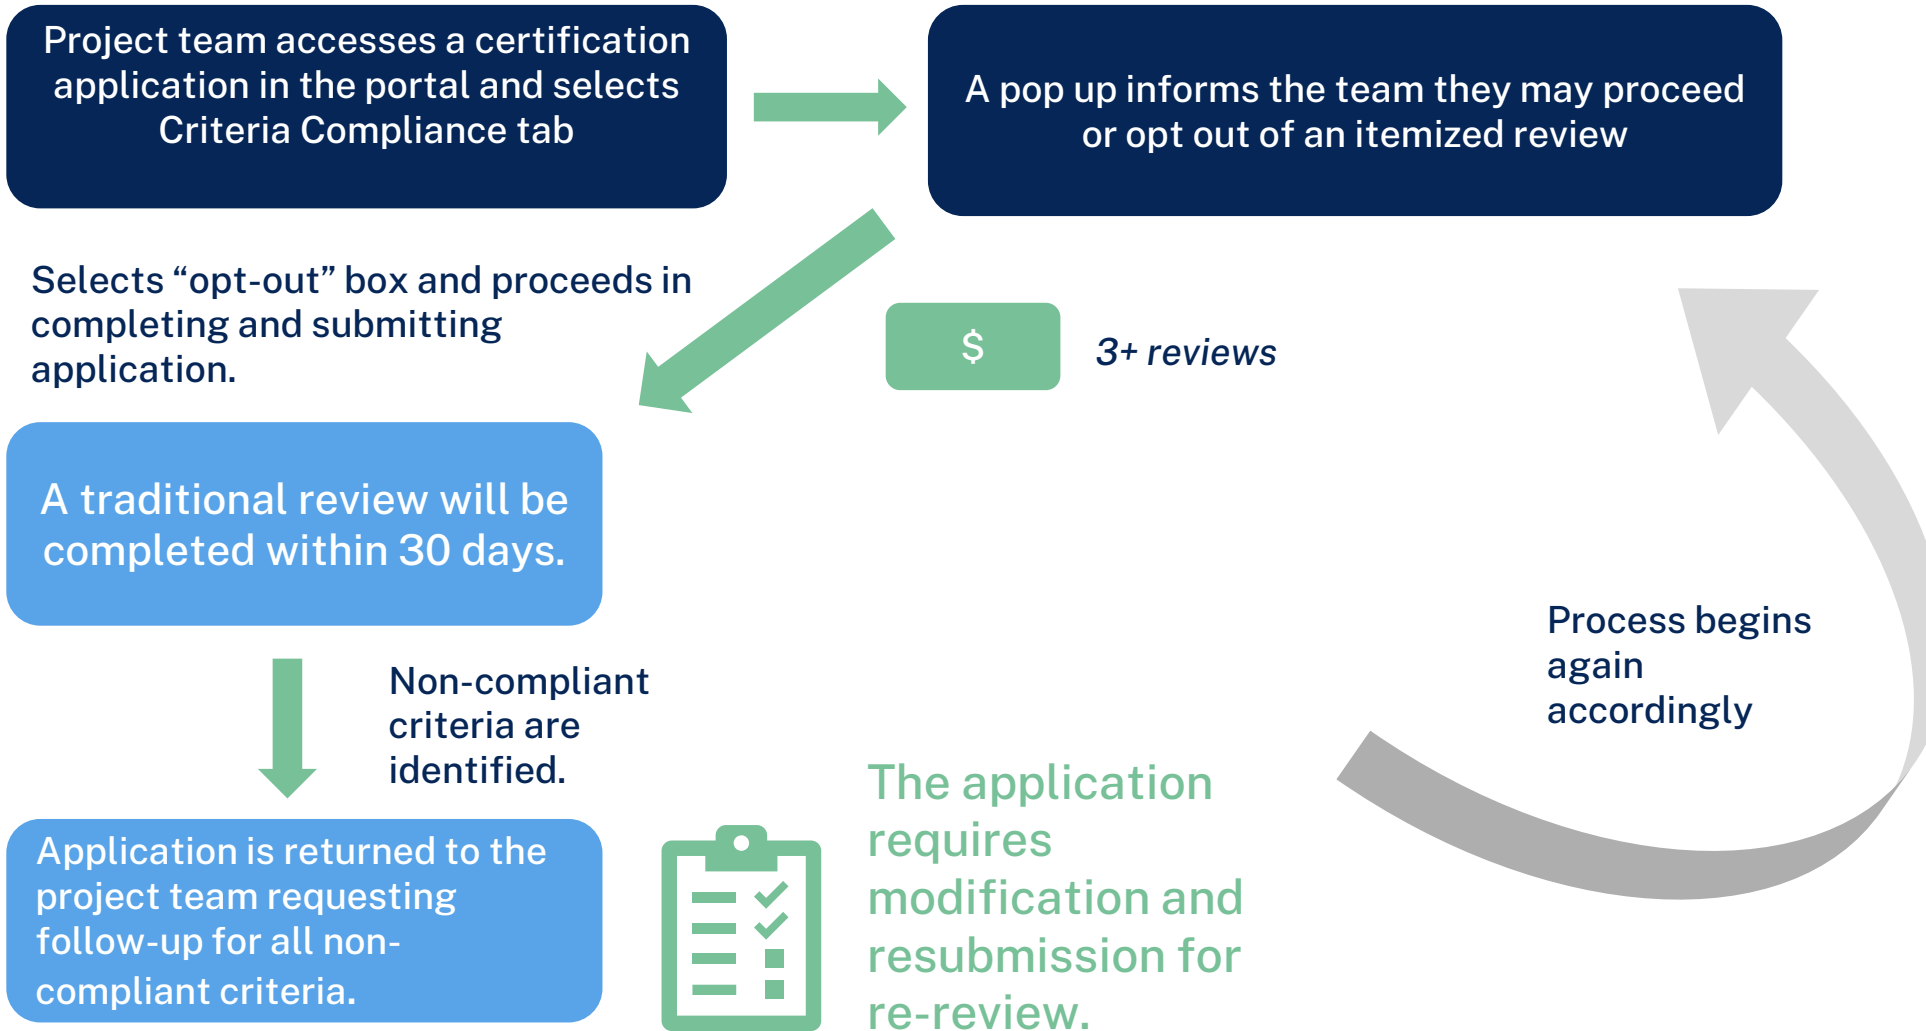 Project team accesses a certification
application in the portal and selects
Criteria Compliance tab
A pop up informs the team they may proceed
or opt out of an itemized review
Selects “opt-out” box and proceeds in
completing and submitting
application.
$
3+ reviews
A traditional review will be
completed within 30 days.
Non-compliant
criteria are
identified.
Process begins
again
accordingly
Application is returned to the
project team requesting
follow-up for all non-
compliant criteria.
The application
requires
modification and
resubmission for
re-review.